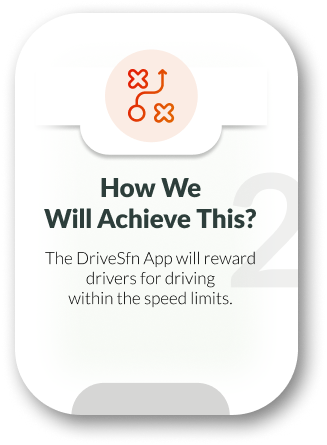 How We
Will Achieve This?
2
The DriveSfn App will reward
drivers for driving
within the speed limits.